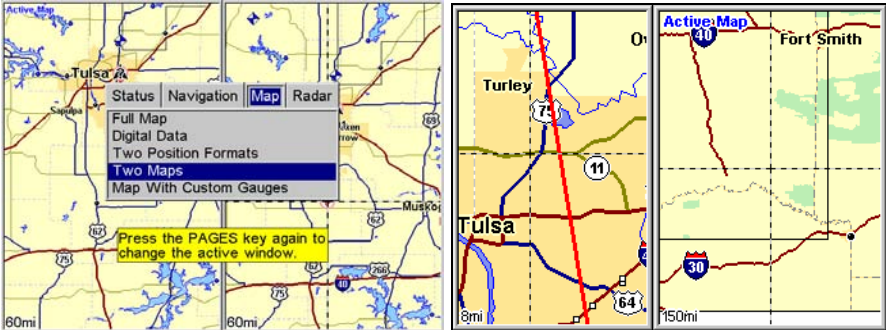 Active Map
Tulsa
Status Navigation Map Radar
Sapulpa
Full Map
Digital Data
Two Position Formats
Two Maps
Map With Custom Gauges
69
Muskog
62
62
Press the PAGES key again to
change the active window.
75
266
75
40
60mi
60mi
Turley
75
11
Tulsa
64
8mi
Active Map
40
Fort Smith
30
150mi